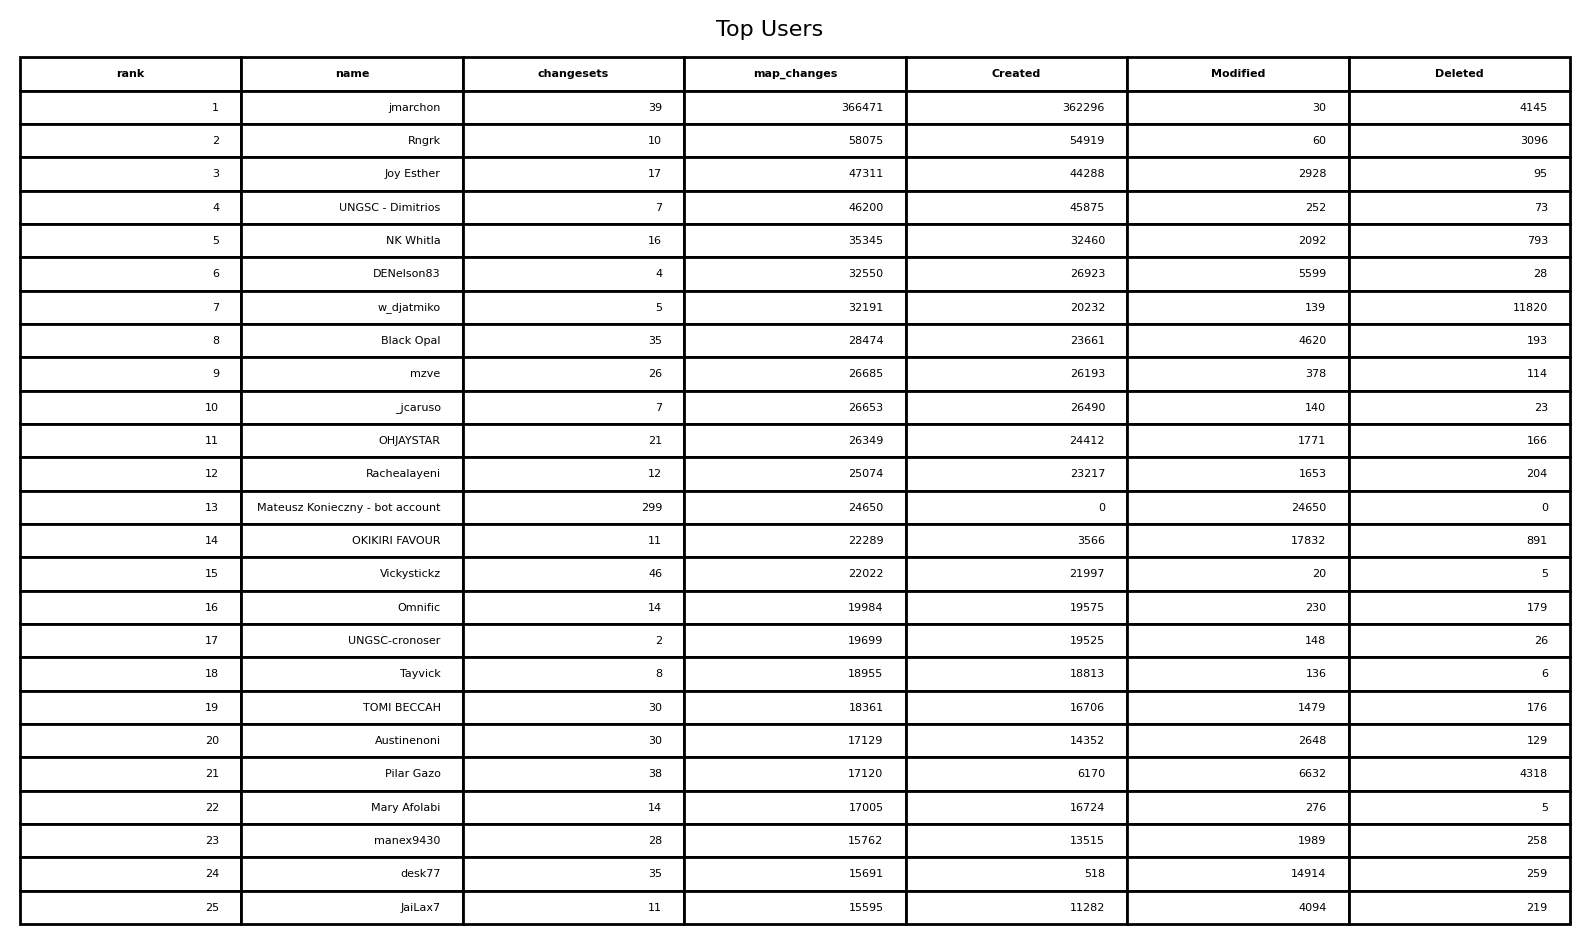 Top Users
rank name changesets map_changes Created Modified Deleted
1 jmarchon 39 366471 362296 30 4145
2 Rngrk 10 58075 54919 60 3096
3 Joy Esther 17 47311 44288 2928 95
4 UNGSC - Dimitrios 7 46200 45875 252 73
5 NK Whitla 16 35345 32460 2092 793
6 DENelson83 4 32550 26923 5599 28
7 w_djatmiko 5 32191 20232 139 11820
8 Black Opal 35 28474 23661 4620 193
9 mzve 26 26685 26193 378 114
10 _jcaruso 7 26653 26490 140 23
11 OHJAYSTAR 21 26349 24412 1771 166
12 Rachealayeni 12 25074 23217 1653 204
13 Mateusz Konieczny - bot account 299 24650 0 24650 0
14 OKIKIRI FAVOUR 11 22289 3566 17832 891
15 Vickystickz 46 22022 21997 20 5
16 Omnific 14 19984 19575 230 179
17 UNGSC-cronoser 2 19699 19525 148 26
18 Tayvick 8 18955 18813 136 6
19 TOMI BECCAH 30 18361 16706 1479 176
20 Austinenoni 30 17129 14352 2648 129
21 Pilar Gazo 38 17120 6170 6632 4318
22 Mary Afolabi 14 17005 16724 276 5
23 manex9430 28 15762 13515 1989 258
24 desk77 35 15691 518 14914 259
25 JaiLax7 11 15595 11282 4094 219